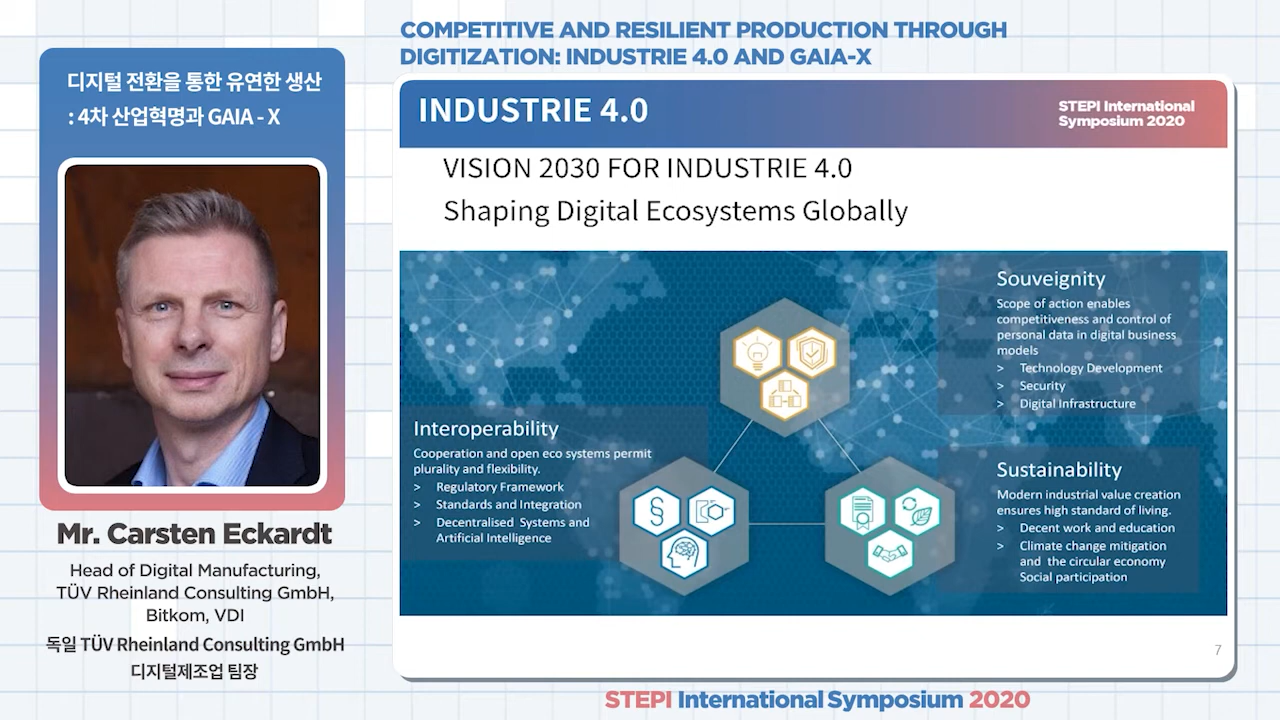 COMPETITIVE AND RESILIENT PRODUCTION THROUGH
DIGITIZATION: INDUSTRIE 4.0 AND GAIA-X
디지털 전환을 통한 유연한 생산
: 4차 산업혁명과 GAIA - X
Mr. Carsten Eckardt
Head of Digital Manufacturing,
TÜV Rheinland Consulting GmbH,
Bitkom, VDI
독일 TÜV Rheinland Consulting GmbH
디지털제조업 팀장
INDUSTRIE 4.0
STEPI International
Symposium 2020
VISION 2030 FOR INDUSTRIE 4.0
Shaping Digital Ecosystems Globally
Souveignity
Scope of action enables
competitiveness and control of
personal data in digital business
models
> Technology Development
> Security
> Digital Infrastructure
Interoperability
Cooperation and open eco systems permit
plurality and flexibility.
> Regulatory Framework
> Standards and Integration
> Decentralised Systems and
Artificial Intelligence
§
Sustainability
Modern industrial value creation
ensures high standard of living.
> Decent work and education
> Climate change mitigation
and the circular economy
Social participation
7
STEPI International Symposium 2020